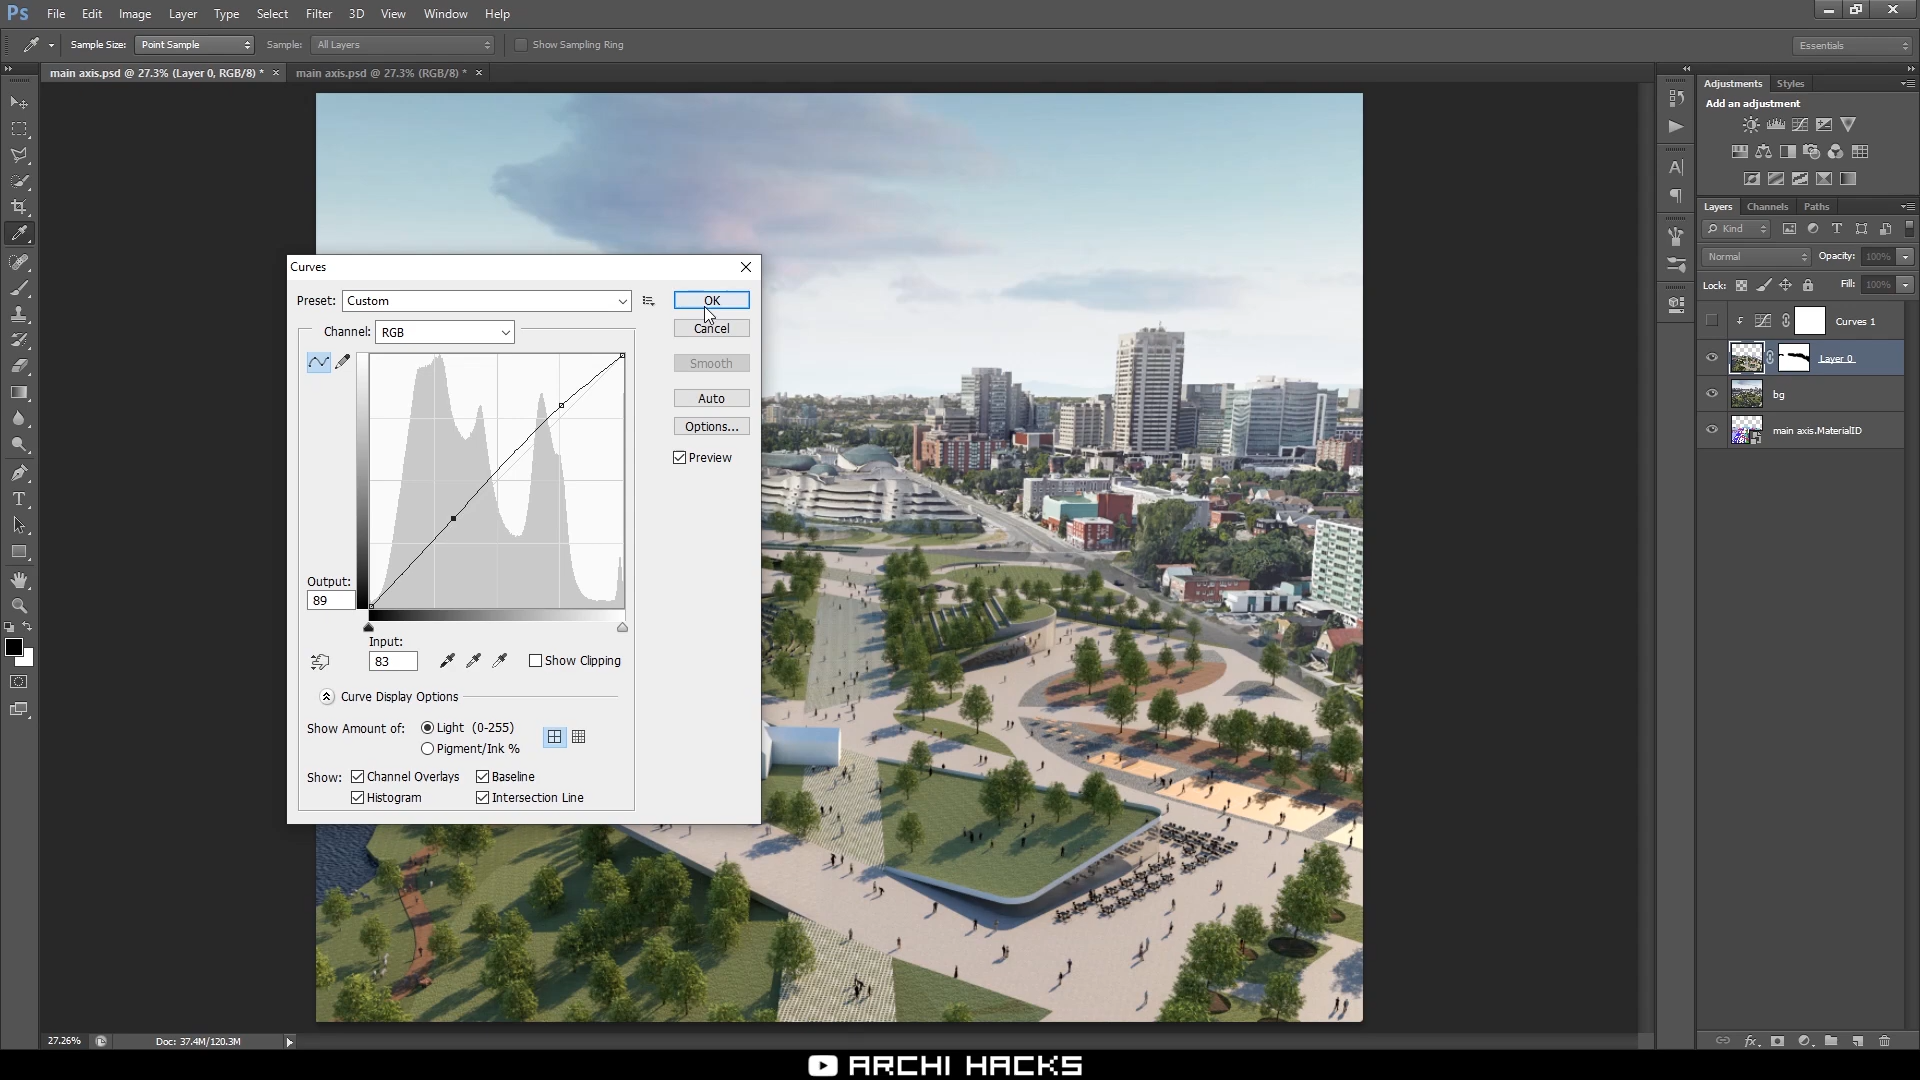 Ps File Edit Image Layer Type Select Filter 3D View Window Help
Sample Size: Point Sample Sample: All Layers Show Sampling Ring Essentials
main axis.psd @ 27.3% (Layer 0, RGB/8) * × main axis.psd @ 27.3% (RGB/8) * ×
Adjustments Styles
Add an adjustment
Layers Channels Paths
Kind
Normal Opacity: 100%
Lock: Fill: 100%
Curves 1
Layer 0
bg
main axis.MaterialID
Curves
Preset: Custom OK
Channel: RGB Cancel
Smooth
Auto
Options...
Preview
Output:
89
Input:
83 Show Clipping
Curve Display Options
Show Amount of: Light (0-255)
Pigment/Ink %
Show: Channel Overlays Baseline
Histogram Intersection Line
27.26% Doc: 37.4M/120.3M
ARCHI HACKS